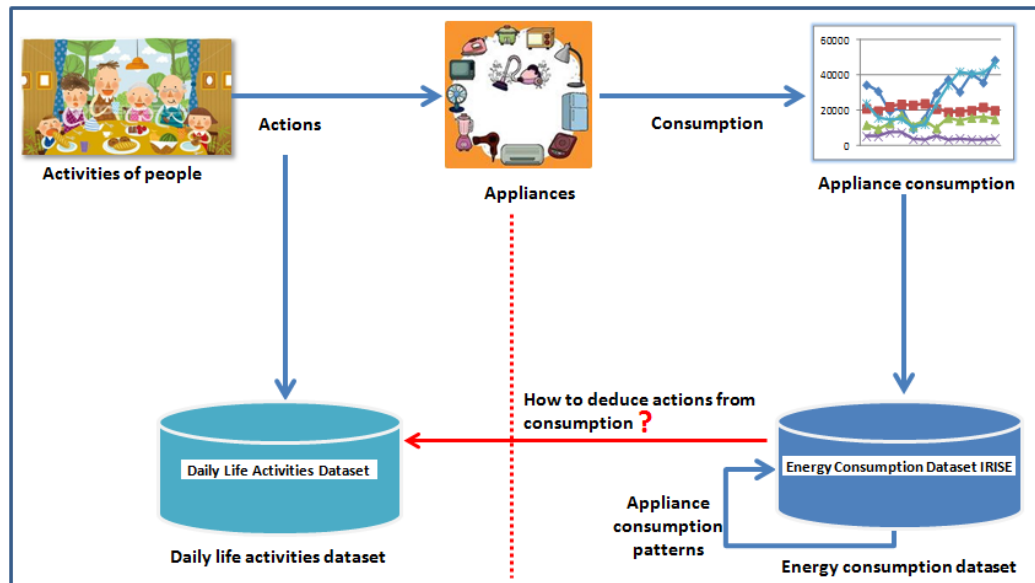 Actions
Activities of people
Appliances
Consumption
60000
40000
20000
0
Appliance consumption
How to deduce actions from
consumption ?
Daily Life Activities Dataset
Daily life activities dataset
Energy Consumption Dataset IRISE
Appliance
consumption
patterns
Energy consumption dataset